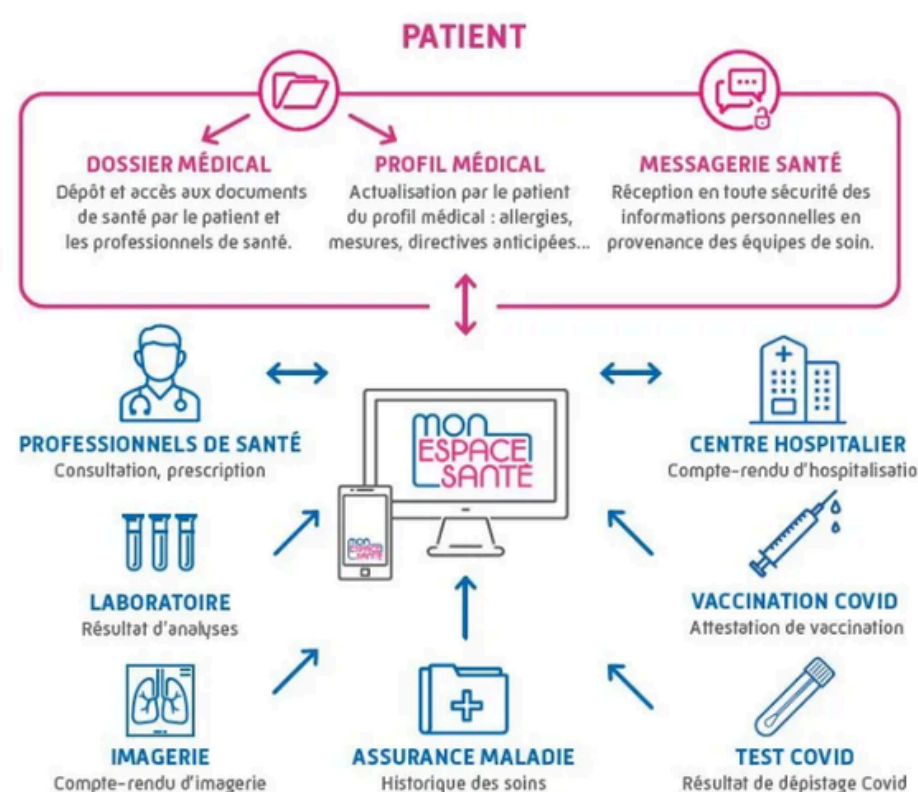 PATIENT
DOSSIER MÉDICAL
Dépôt et accès aux documents
de santé par le patient et
les professionnels de santé.
PROFIL MÉDICAL
Actualisation par le patient
du profil médical : allergies,
mesures, directives anticipées...
MESSAGERIE SANTÉ
Réception en toute sécurité des
informations personnelles en
provenance des équipes de soin.
PROFESSIONNELS DE SANTÉ
Consultation, prescription
mon
ESPACE
SANTÉ
CENTRE HOSPITALIER
Compte-rendu d'hospitalisatio
mon
ESPACE
SANTÉ
LABORATOIRE
Résultat d'analyses
VACCINATION COVID
Attestation de vaccination
IMAGERIE
Compte-rendu d'imagerie
ASSURANCE MALADIE
Historique des soins
TEST COVID
Résultat de dépistage Covid